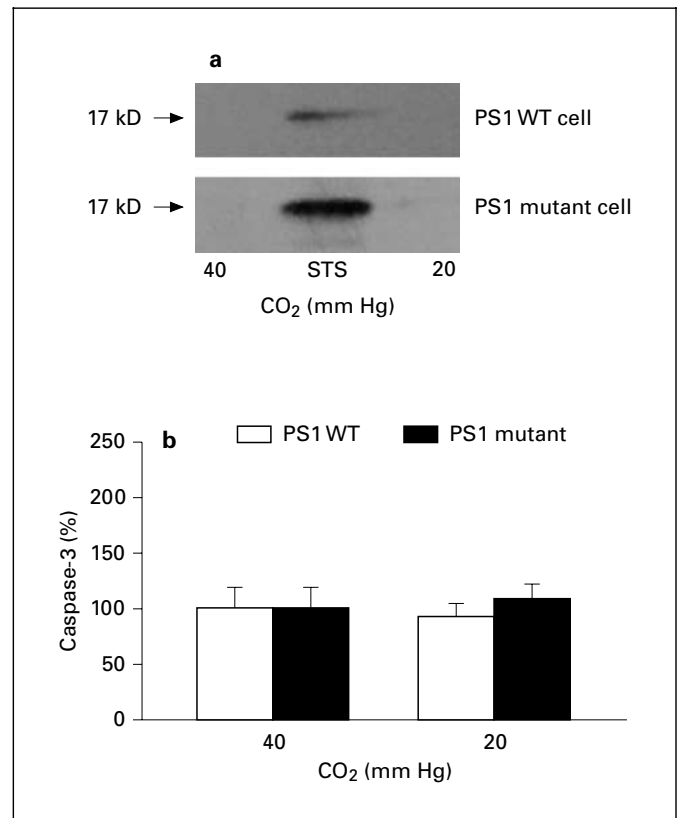 a
17 kD PS1 WT cell
17 kD PS1 mutant cell
40 STS 20
CO2 (mm Hg)
b PS1 WT PS1 mutant
250
200
150
100
50
0
Caspase-3 (%)
40 20
CO2 (mm Hg)